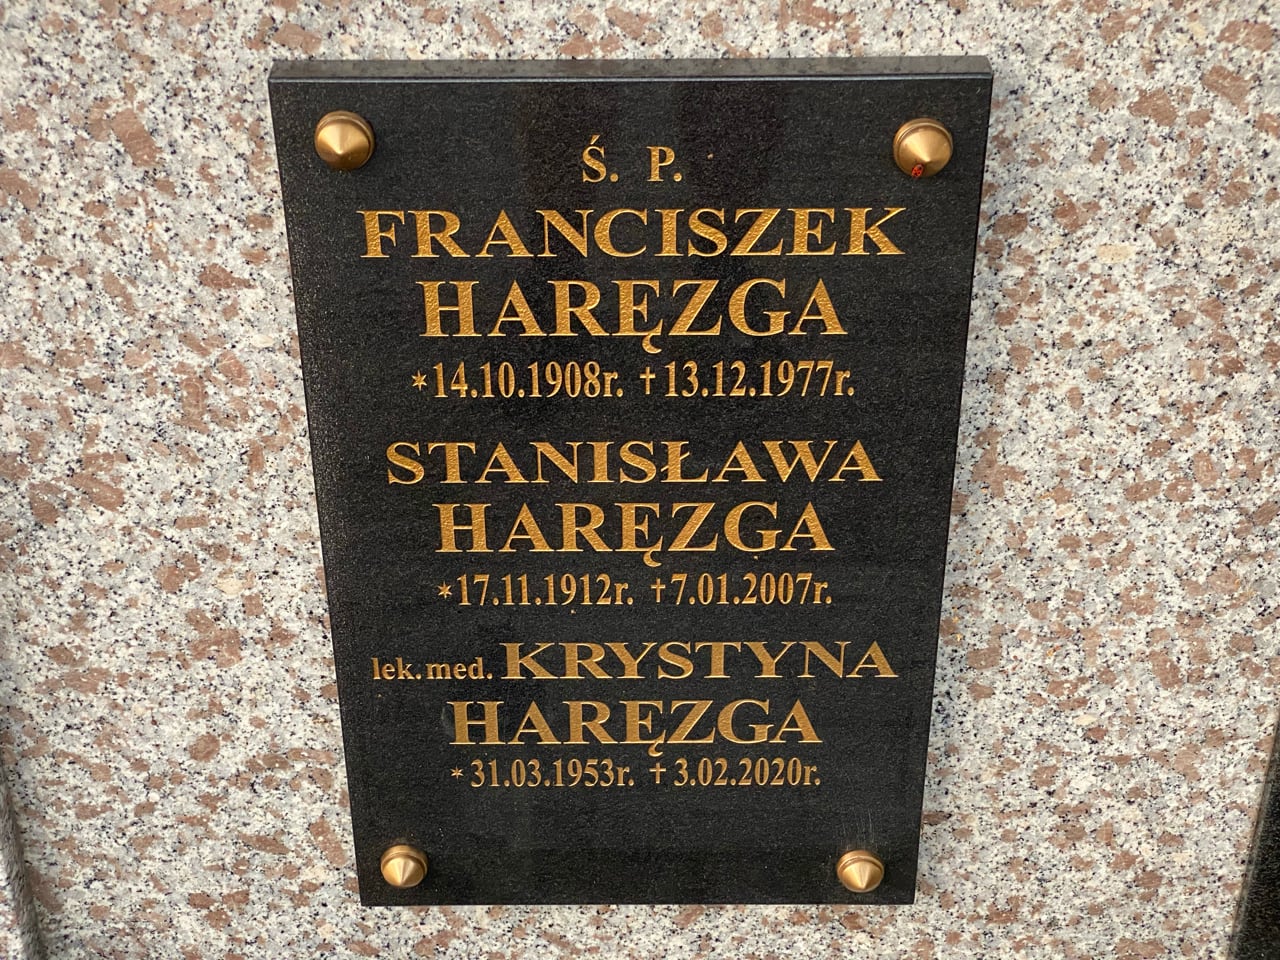 Ś. P.
FRANCISZEK
HARĘZGA
*14.10.1908r. †13.12.1977r.
STANISŁAWA
HARĘZGA
*17.11.1912r. †7.01.2007r.
lek. med. KRYSTYNA
HARĘZGA
*31.03.1953r. †3.02.2020r.